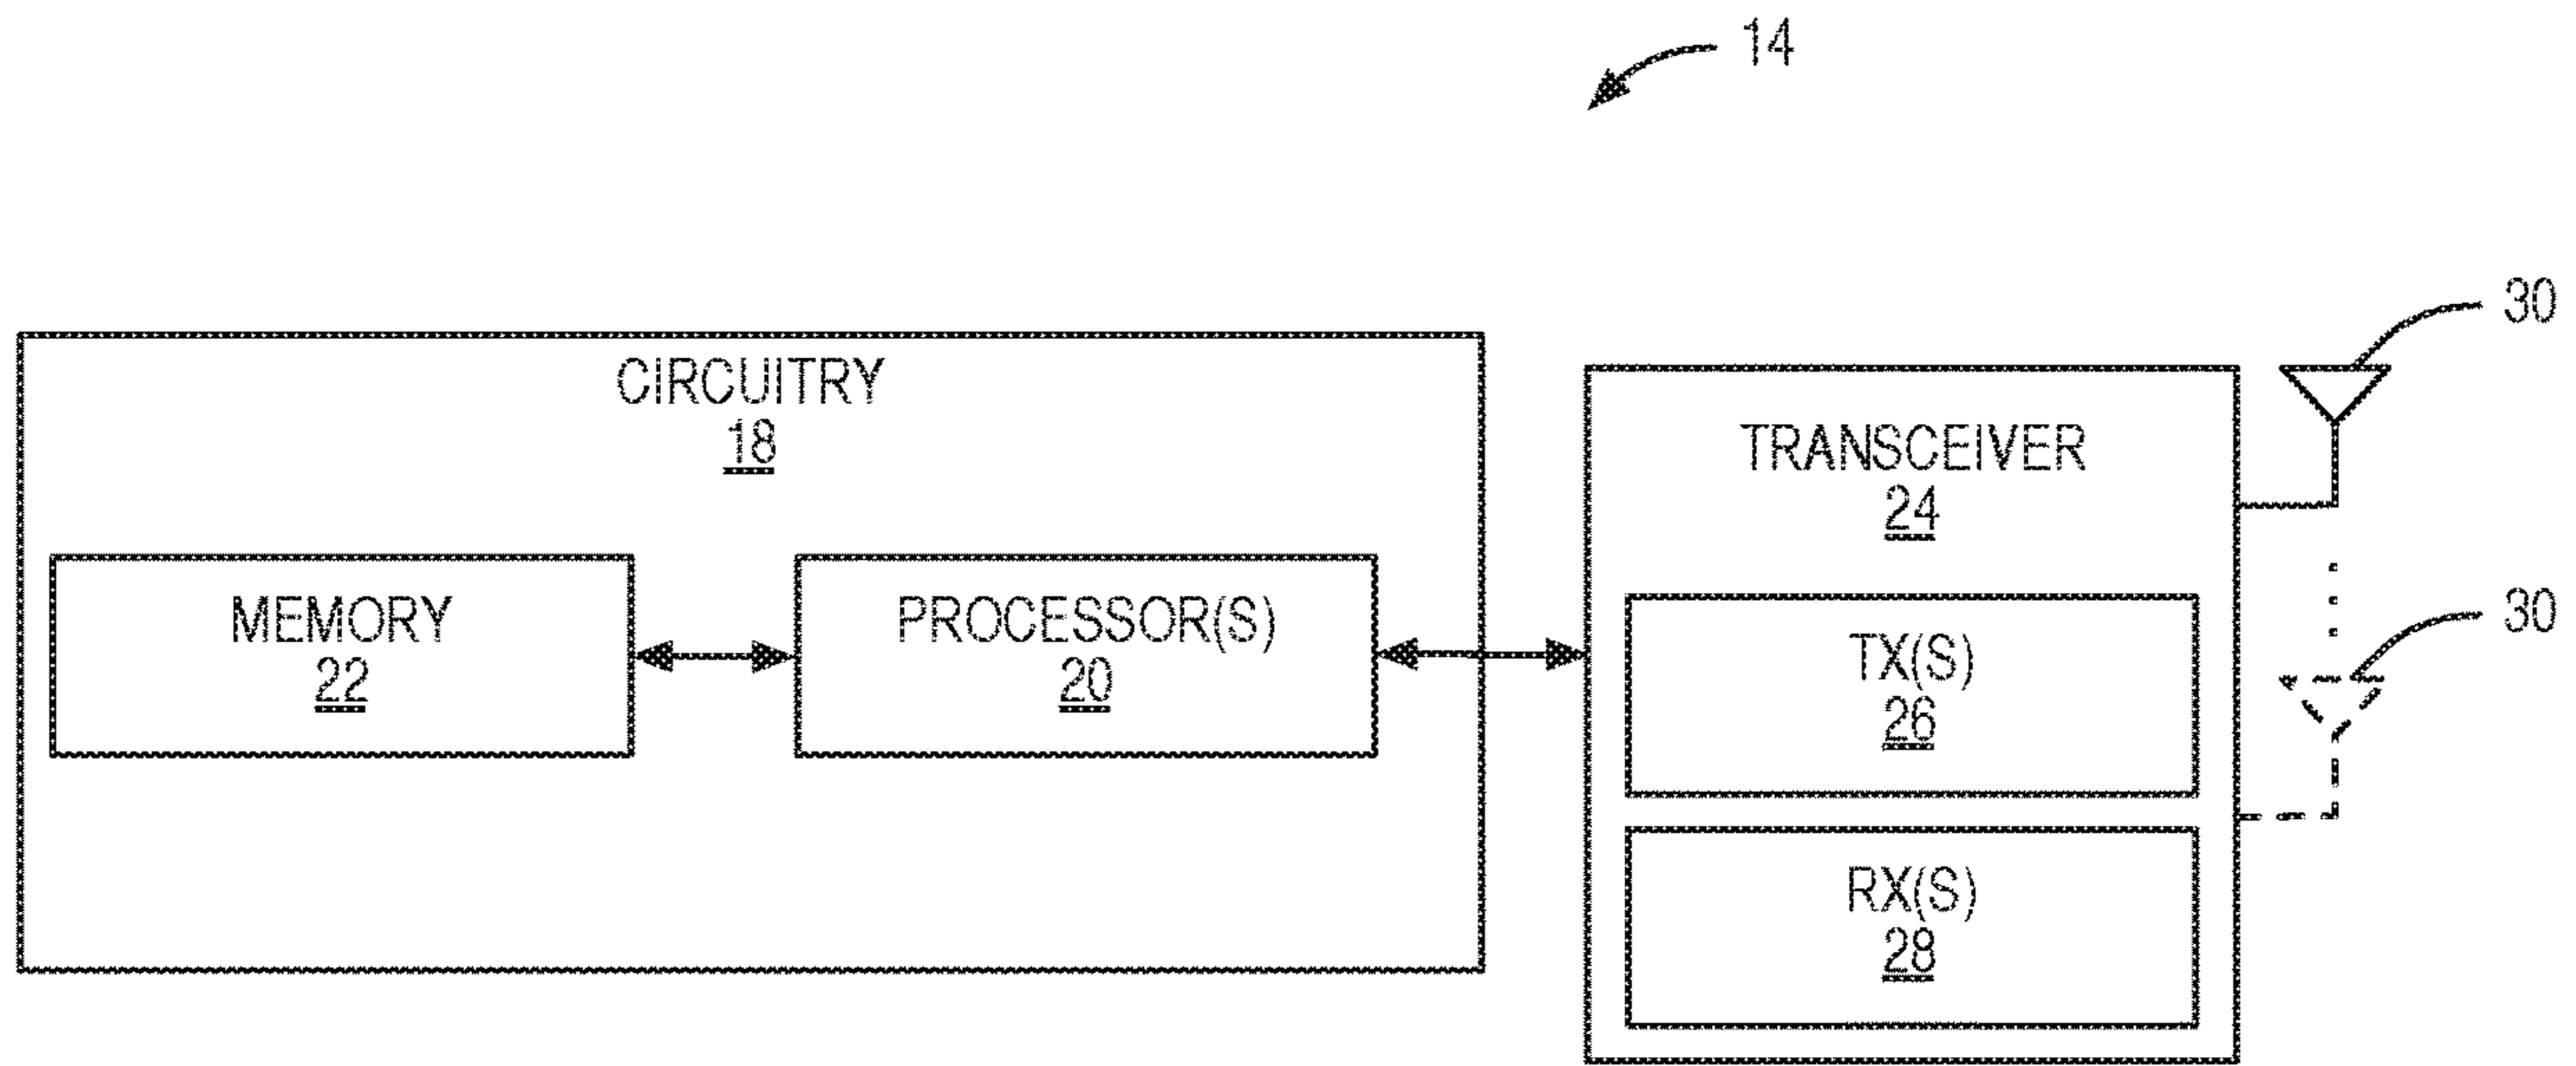 14
30
CIRCUITRY
18
TRANSCEIVER
24
MEMORY
22
PROCESSOR(S)
20
TX(S)
26
30
RX(S)
28